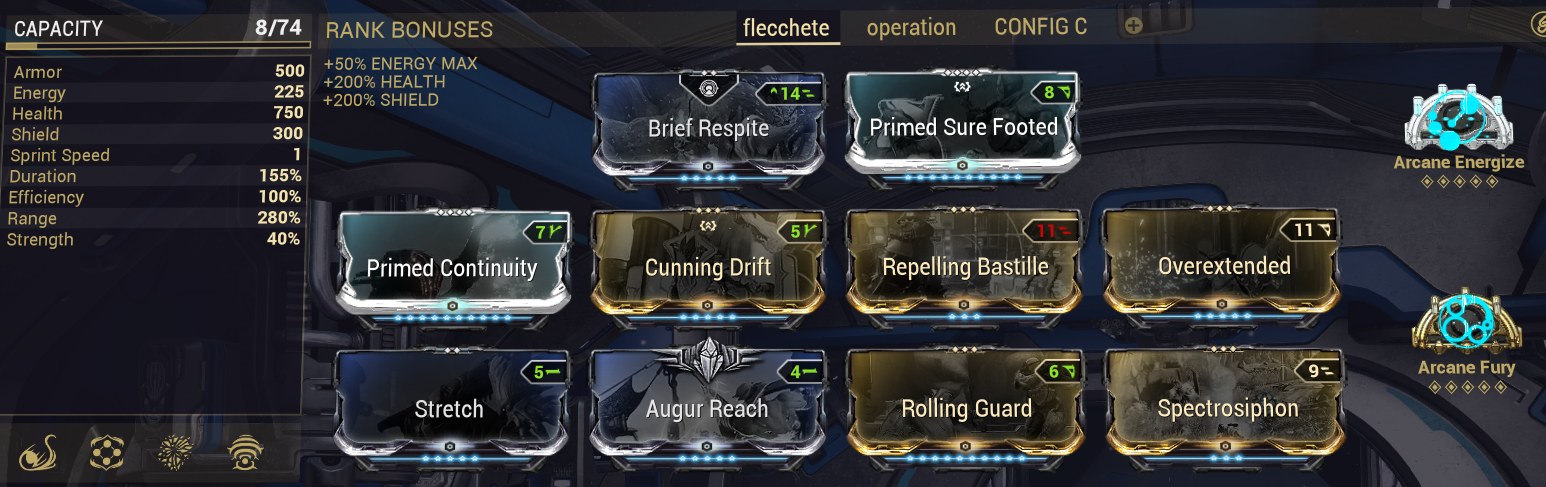 CAPACITY 8/74
RANK BONUSES
flecchete operation CONFIG C
Armor 500
Energy 225
Health 750
Shield 300
Sprint Speed 1
Duration 155%
Efficiency 100%
Range 280%
Strength 40%
+50% ENERGY MAX
+200% HEALTH
+200% SHIELD
14
Brief Respite
8
Primed Sure Footed
Arcane Energize
7
Primed Continuity
5
Cunning Drift
11
Repelling Bastille
11
Overextended
Arcane Fury
5
Stretch
4
Augur Reach
6
Rolling Guard
9
Spectrosiphon